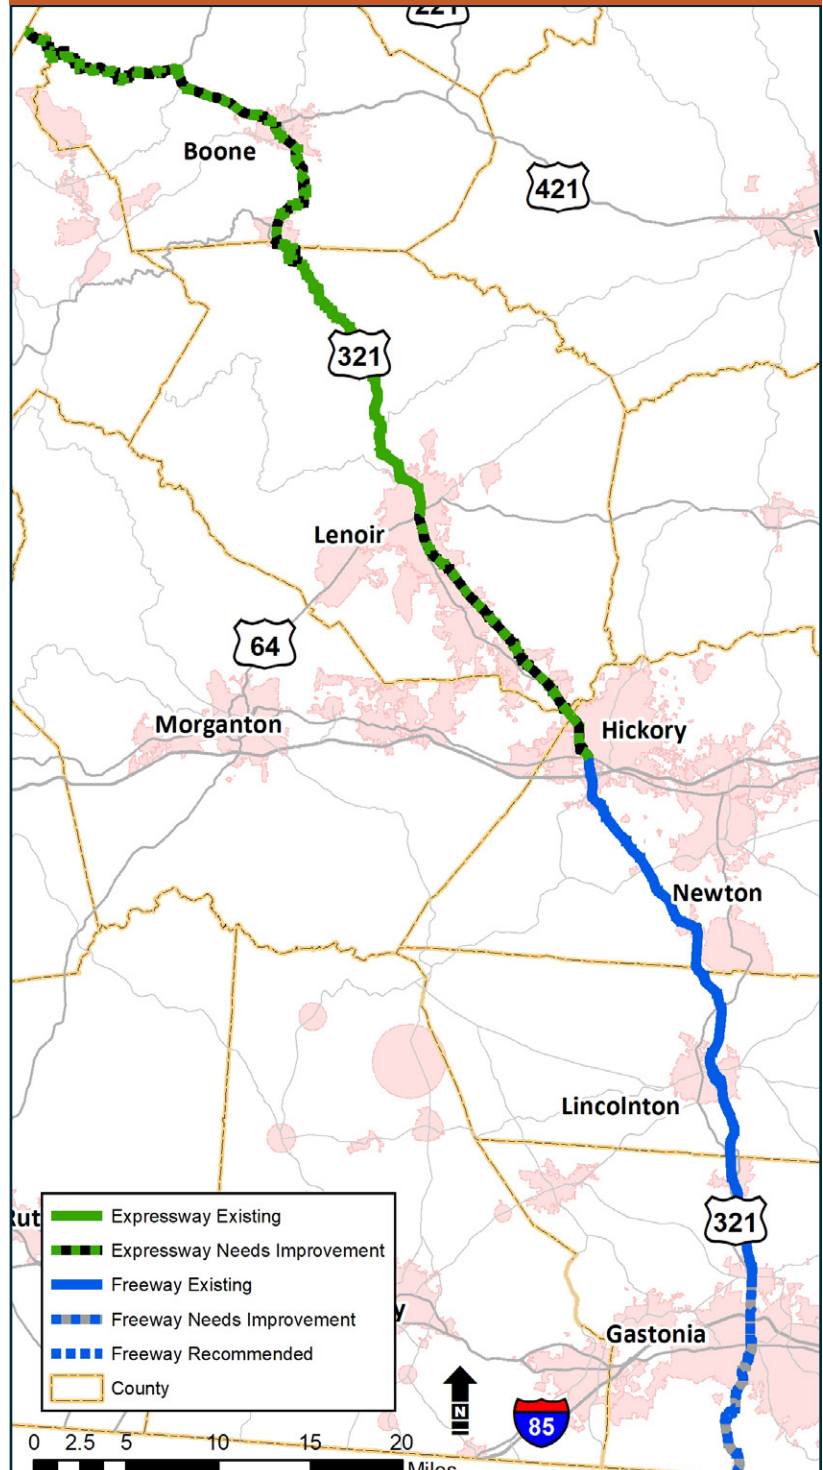 221
Boone
421
321
Lenoir
64
Morganton
Hickory
Newton
Lincolnton
321
Rut
Expressway Existing
Expressway Needs Improvement
Freeway Existing
Freeway Needs Improvement
Freeway Recommended
County
y
Gastonia
N
85
0 2.5 5 10 15 20
Miles